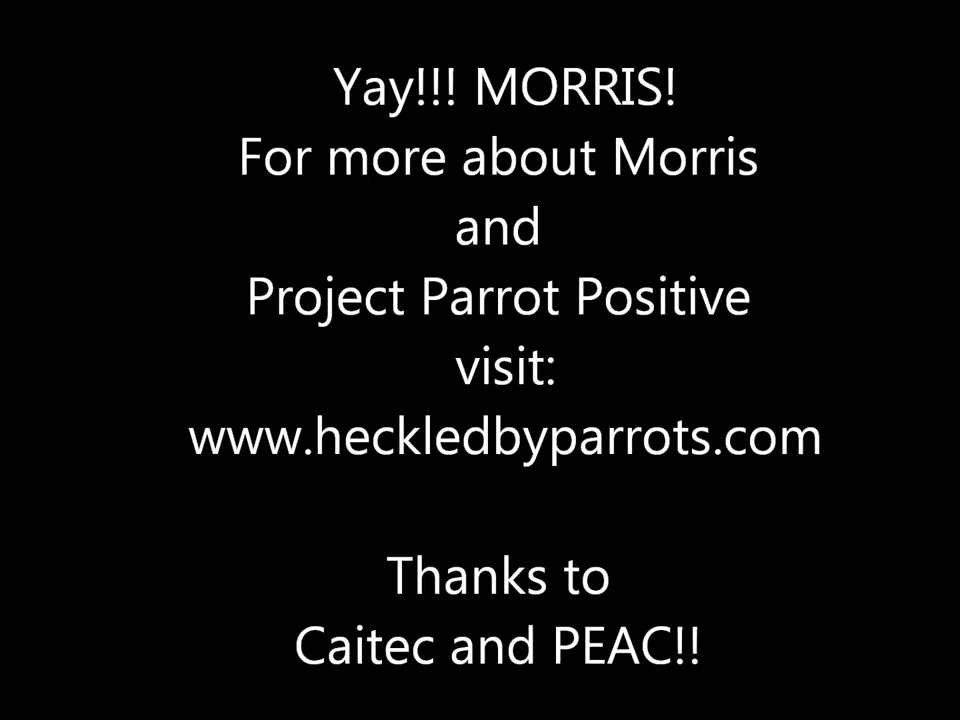 Yay!!! MORRIS!
For more about Morris
and
Project Parrot Positive
visit:
www.heckledbyparrots.com
Thanks to
Caitec and PEAC!!